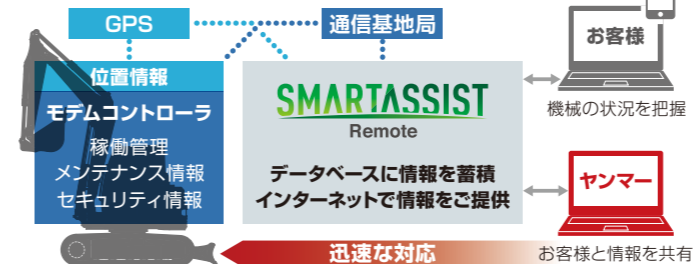 GPS
通信基地局
お客様
位置情報
モデムコントローラ
稼働管理
メンテナンス情報
セキュリティ情報
SMARTASSIST
Remote
データベースに情報を蓄積
インターネットで情報をご提供
機械の状況を把握
ヤンマー
迅速な対応
お客様と情報を共有